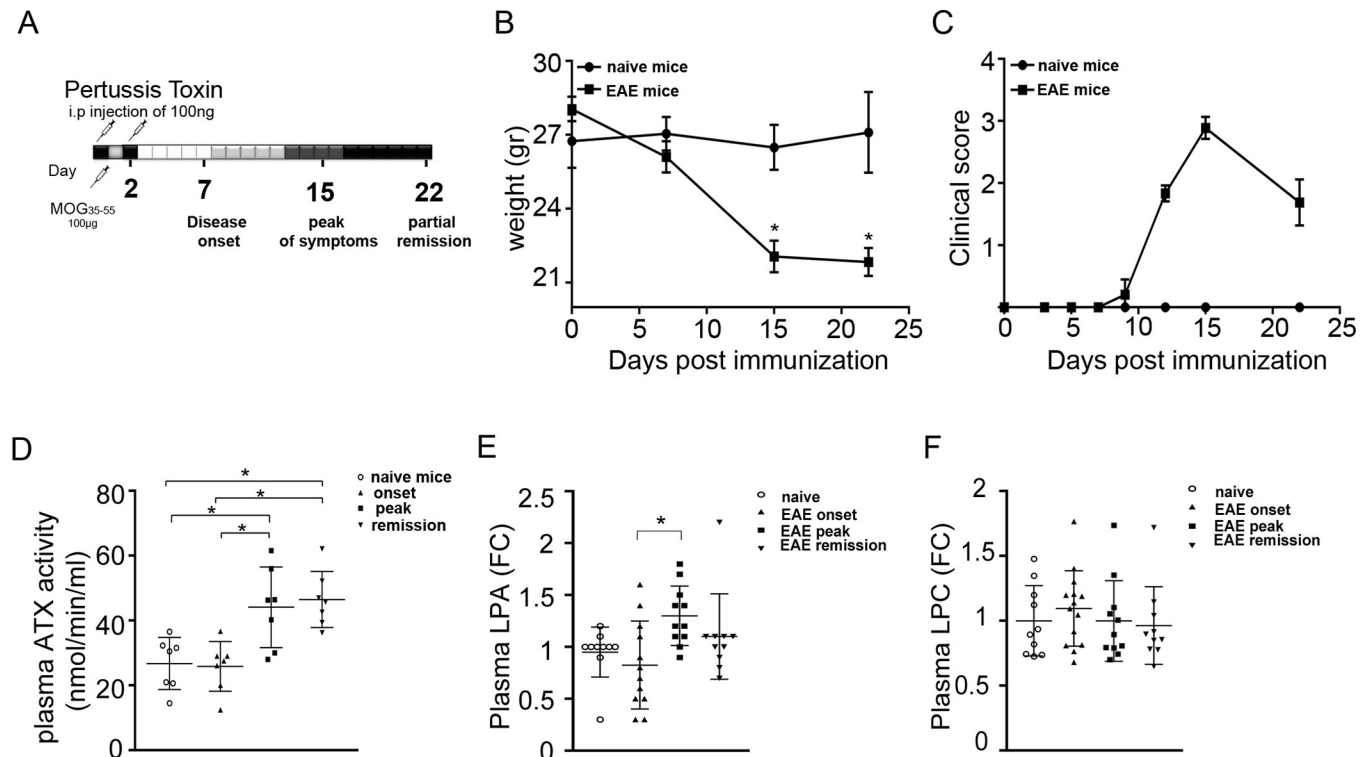 A
Pertussis Toxin
i.p injection of 100ng
Day
2
7
15
22
MOG35-55
100µg
Disease
onset
peak
of symptoms
partial
remission
B
naive mice
EAE mice
weight (gr)
30
27
24
21
*
*
0
5
10
15
20
25
Days post immunization
C
naive mice
EAE mice
Clinical score
4
3
2
1
0
5
10
15
20
25
Days post immunization
D
naive mice
onset
peak
remission
*
*
*
*
plasma ATX activity
(nmol/min/ml)
80
60
40
20
0
E
naive
EAE onset
EAE peak
EAE remission
*
Plasma LPA (FC)
2.5
2
1.5
1
0.5
0
F
naive
EAE onset
EAE peak
EAE remission
Plasma LPC (FC)
2
1.5
1
0.5
0